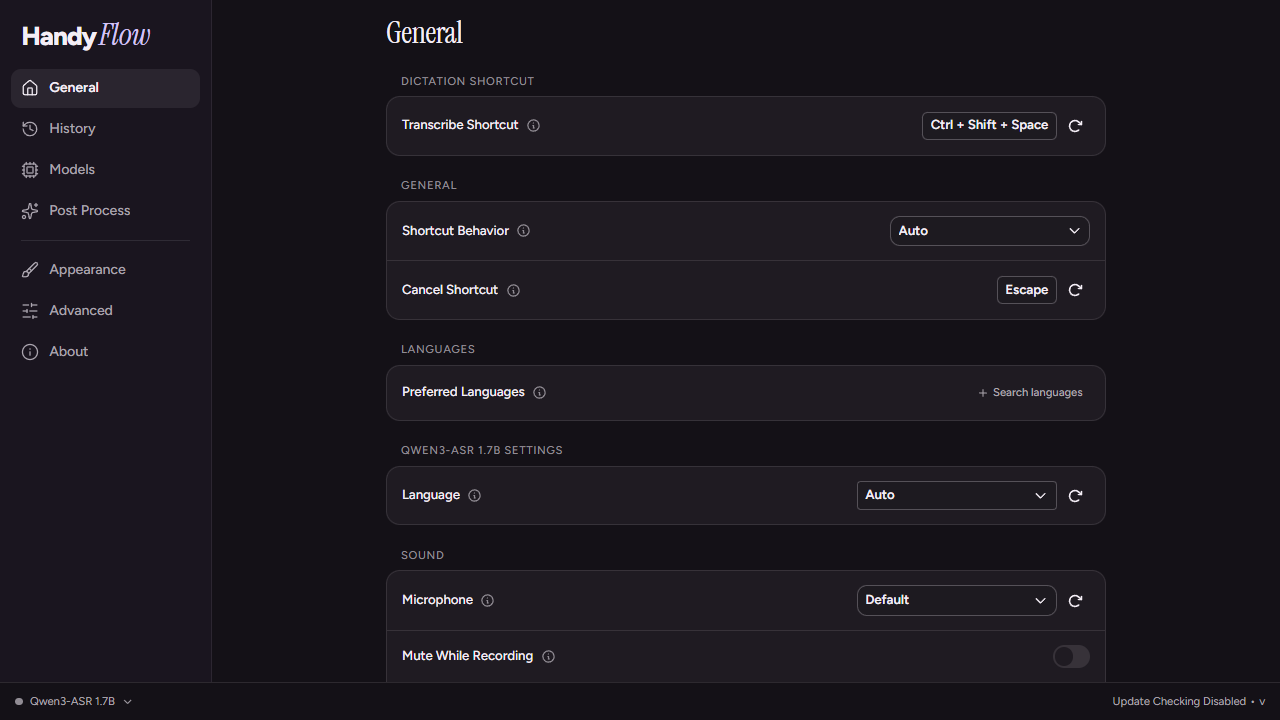 Handy Flow
General
History
Models
Post Process
Appearance
Advanced
About
General
DICTATION SHORTCUT
Transcribe Shortcut
Ctrl + Shift + Space
GENERAL
Shortcut Behavior
Auto
Cancel Shortcut
Escape
LANGUAGES
Preferred Languages
+ Search languages
QWEN3-ASR 1.7B SETTINGS
Language
Auto
SOUND
Microphone
Default
Mute While Recording
Qwen3-ASR 1.7B
Update Checking Disabled • v